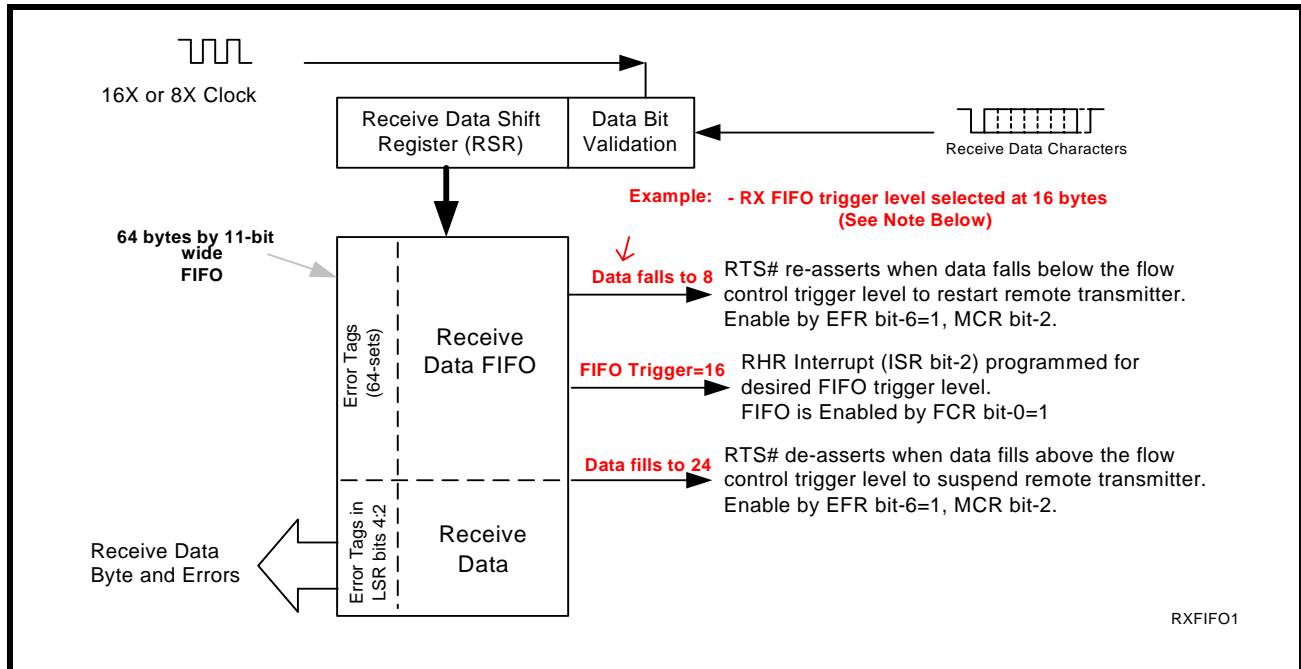 16X or 8X Clock
Receive Data Shift
Register (RSR)
Data Bit
Validation
Receive Data Characters
Example: - RX FIFO trigger level selected at 16 bytes
(See Note Below)
64 bytes by 11-bit
wide
FIFO
Error Tags
(64-sets)
Receive
Data FIFO
Data falls to 8
RTS# re-asserts when data falls below the flow
control trigger level to restart remote transmitter.
Enable by EFR bit-6=1, MCR bit-2.
FIFO Trigger=16
RHR Interrupt (ISR bit-2) programmed for
desired FIFO trigger level.
FIFO is Enabled by FCR bit-0=1
Data fills to 24
RTS# de-asserts when data fills above the flow
control trigger level to suspend remote transmitter.
Enable by EFR bit-6=1, MCR bit-2.
Error Tags in
LSR bits 4:2
Receive
Data
Receive Data
Byte and Errors
RXFIFO1